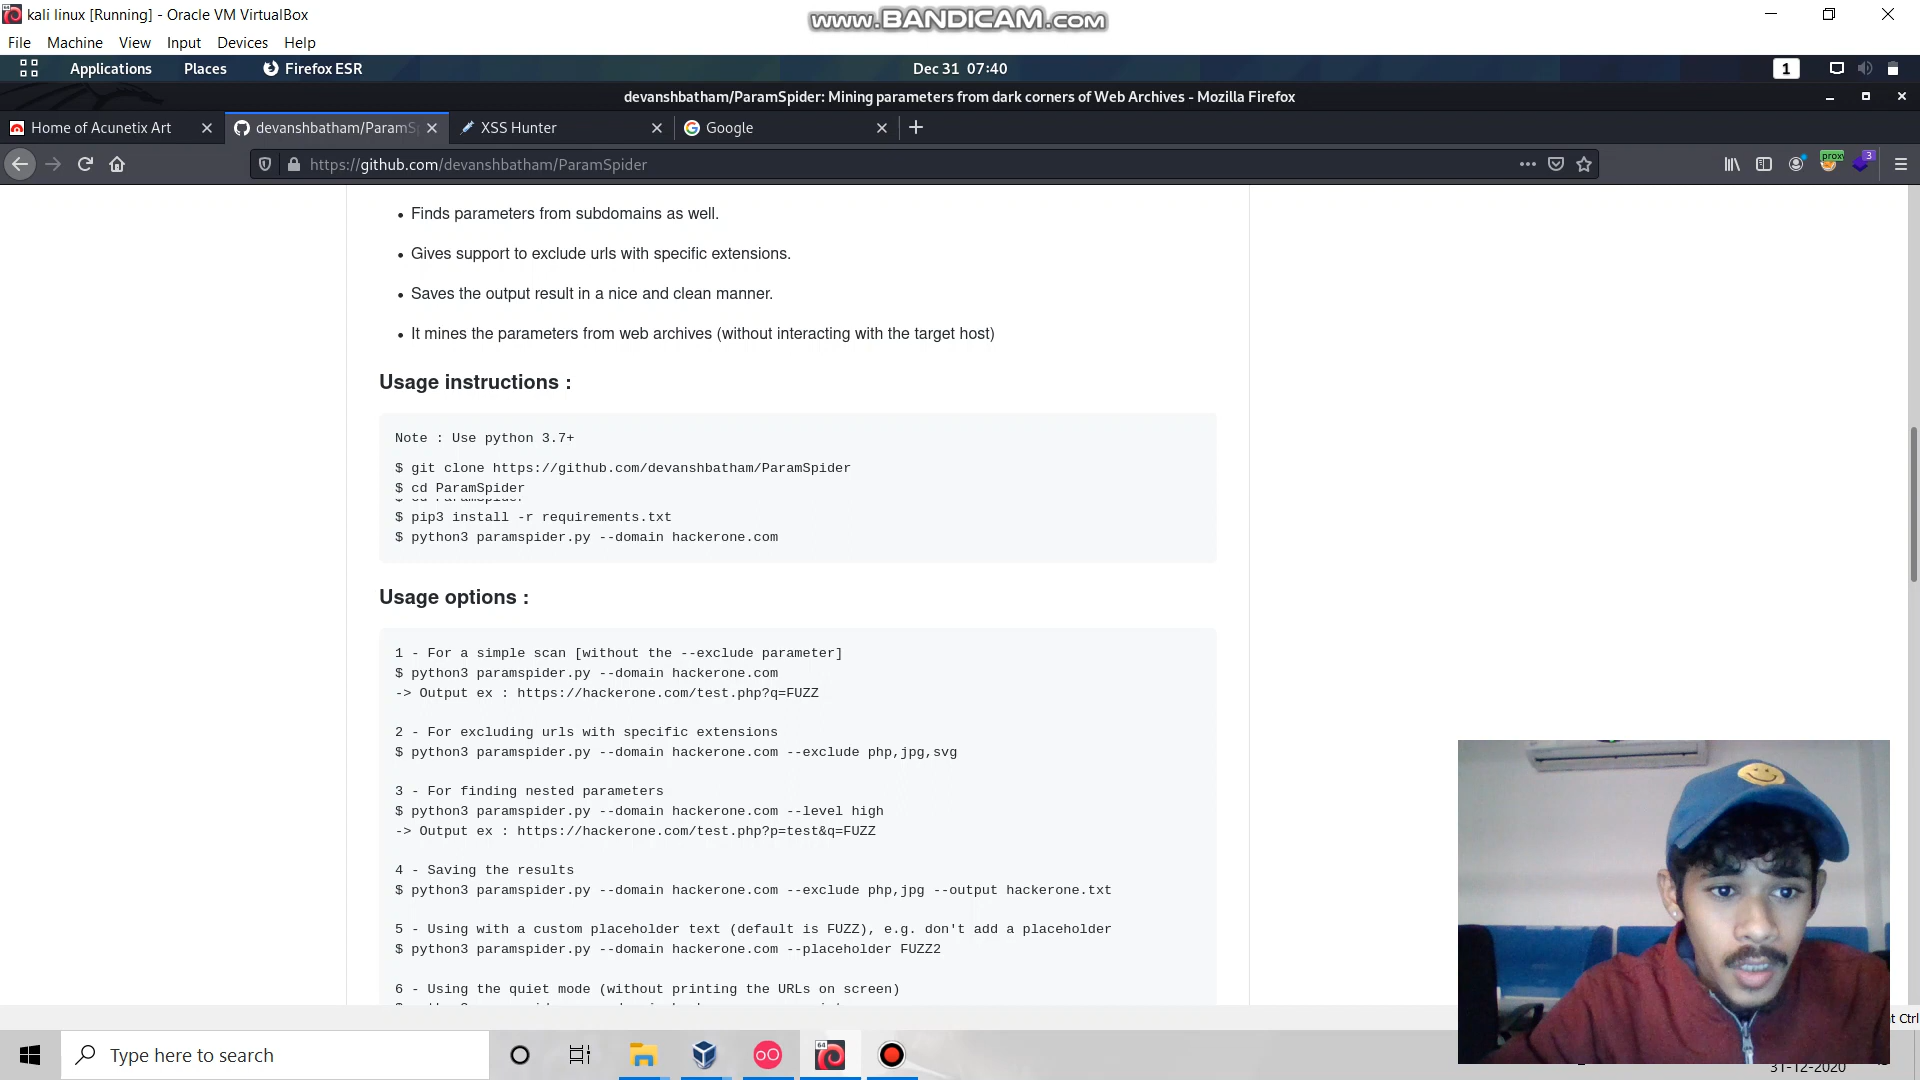 kali linux [Running] - Oracle VM VirtualBox
www.BANDICAM.com
File Machine View Input Devices Help
Applications Places Firefox ESR Dec 31 07:40 1
devanshbatham/ParamSpider: Mining parameters from dark corners of Web Archives - Mozilla Firefox
Home of Acunetix Art devanshbatham/ParamSp XSS Hunter Google
https://github.com/devanshbatham/ParamSpider proxy 3
• Finds parameters from subdomains as well.
• Gives support to exclude urls with specific extensions.
• Saves the output result in a nice and clean manner.
• It mines the parameters from web archives (without interacting with the target host)
Usage instructions :
Note : Use python 3.7+
$ git clone https://github.com/devanshbatham/ParamSpider
$ cd ParamSpider
$ pip3 install -r requirements.txt
$ python3 paramspider.py --domain hackerone.com
Usage options :
1 - For a simple scan [without the --exclude parameter]
$ python3 paramspider.py --domain hackerone.com
-> Output ex : https://hackerone.com/test.php?q=FUZZ
2 - For excluding urls with specific extensions
$ python3 paramspider.py --domain hackerone.com --exclude php,jpg,svg
3 - For finding nested parameters
$ python3 paramspider.py --domain hackerone.com --level high
-> Output ex : https://hackerone.com/test.php?p=test&q=FUZZ
4 - Saving the results
$ python3 paramspider.py --domain hackerone.com --exclude php,jpg --output hackerone.txt
5 - Using with a custom placeholder text (default is FUZZ), e.g. don't add a placeholder
$ python3 paramspider.py --domain hackerone.com --placeholder FUZZ2
6 - Using the quiet mode (without printing the URLs on screen)
t Ctrl
Type here to search
64
31-12-2020